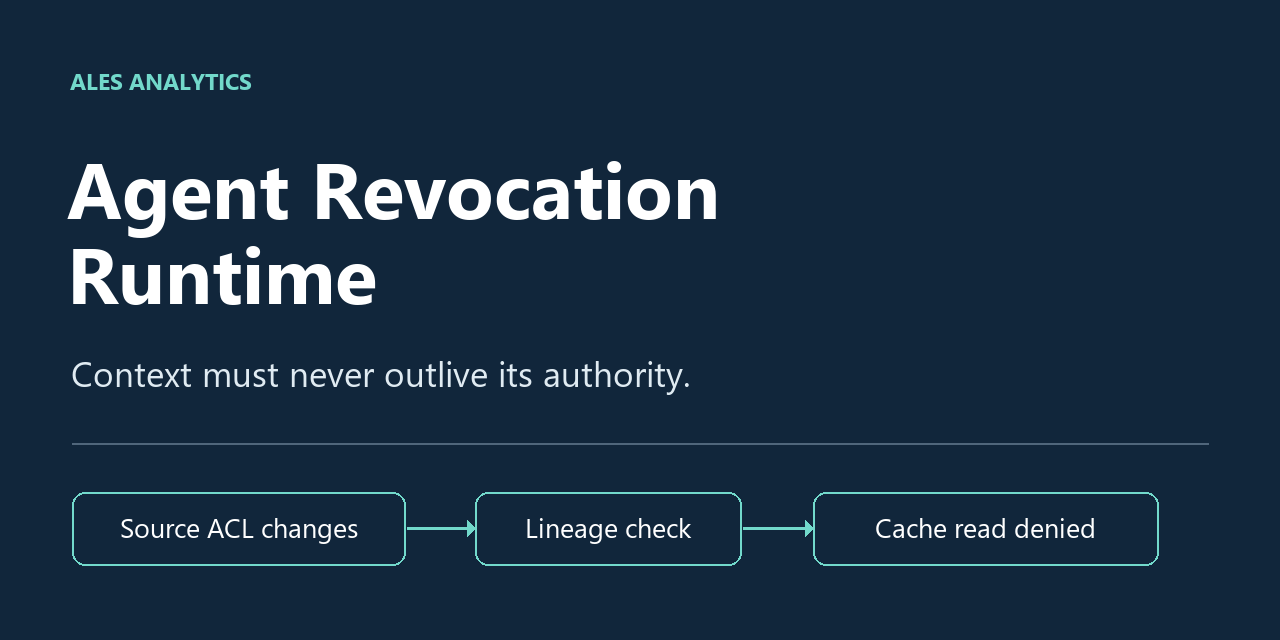 ALES ANALYTICS
Agent Revocation
Runtime
Context must never outlive its authority.
Source ACL changes
Lineage check
Cache read denied